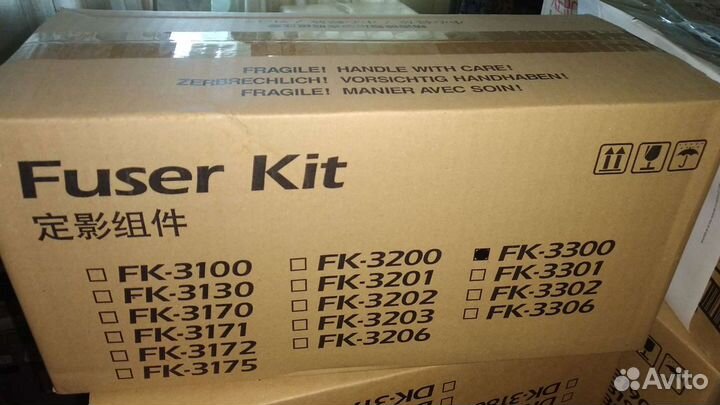 FRAGILE! HANDLE WITH CARE!
ZERBRECHLICH! VORSICHTIG HANDHABEN!
FRAGILE! MANIER AVEC SOIN!
Fuser Kit
定影组件
FK-3100
FK-3130
FK-3170
FK-3171
FK-3172
FK-3175
FK-3200
FK-3201
FK-3202
FK-3203
FK-3206
FK-3300
FK-3301
FK-3302
FK-3306
Avito